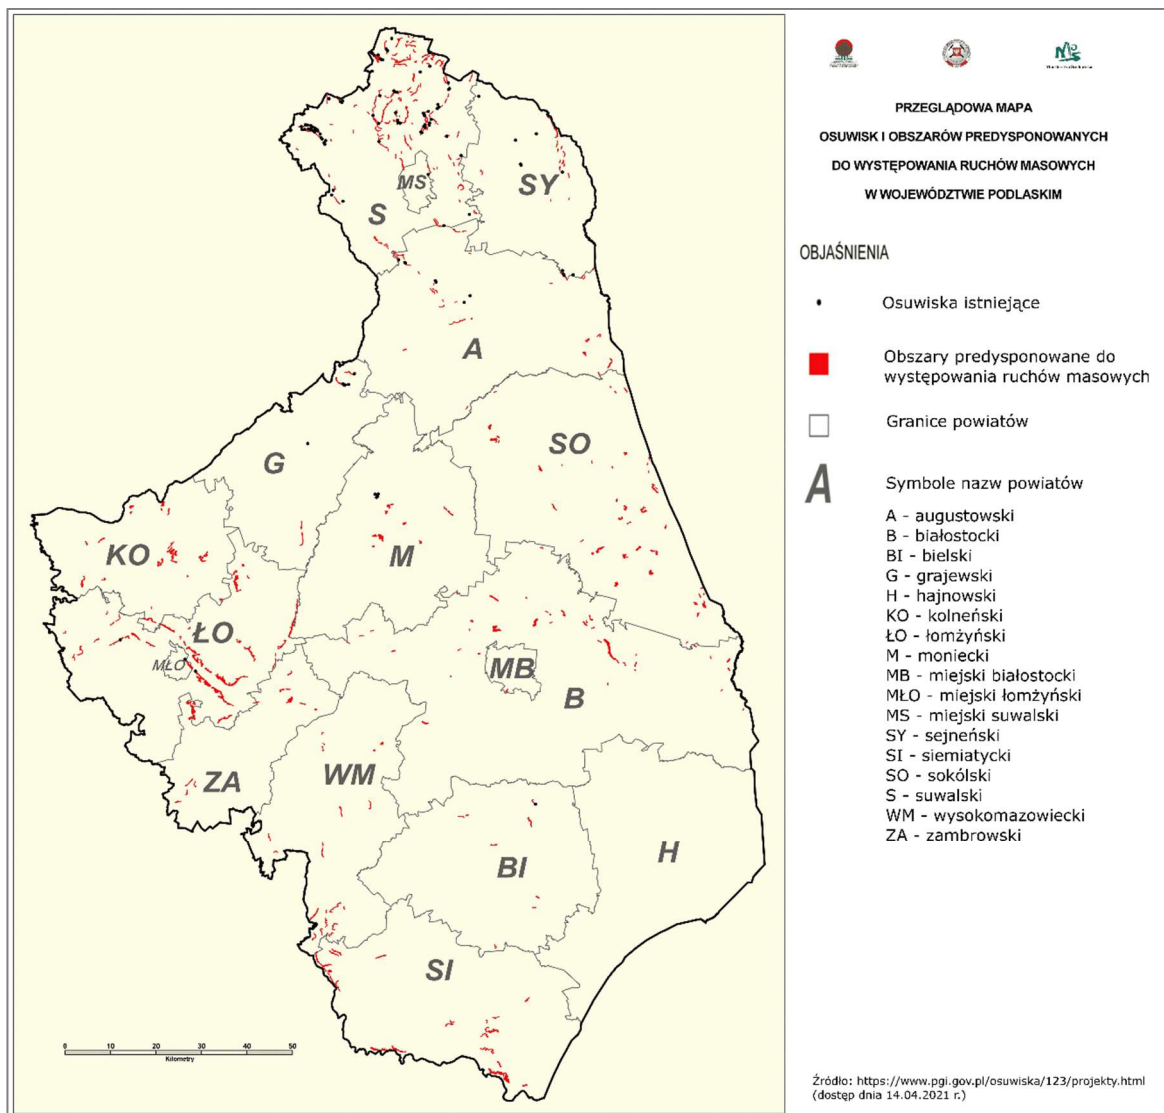 PRZEGLĄDOWA MAPA
OSUWISK I OBSZARÓW PREDYSPONOWANYCH
DO WYSTĘPOWANIA RUCHÓW MASOWYCH
W WOJEWÓDZTWIE PODLASKIM
OBJAŚNIENIA
Osuwiska istniejące
Obszary predysponowane do
występowania ruchów masowych
Granice powiatów
A
Symbole nazw powiatów
A - augustowski
B - białostocki
BI - bielski
G - grajewski
H - hajnowski
KO - kolneński
ŁO - łomżyński
M - moniecki
MB - miejski białostocki
MŁO - miejski łomżyński
MS - miejski suwalski
SY - sejneński
SI - siemiatycki
SO - sokólski
S - suwalski
WM - wysokomazowiecki
ZA - zambrowski
MS
SY
S
A
SO
G
KO
M
ŁO
MŁO
MB
B
ZA
WM
BI
H
SI
0 10 20 30 40 50
Kilometry
Źródło: https://www.pgi.gov.pl/osuwiska/123/projekty.html
(dostęp dnia 14.04.2021 r.)